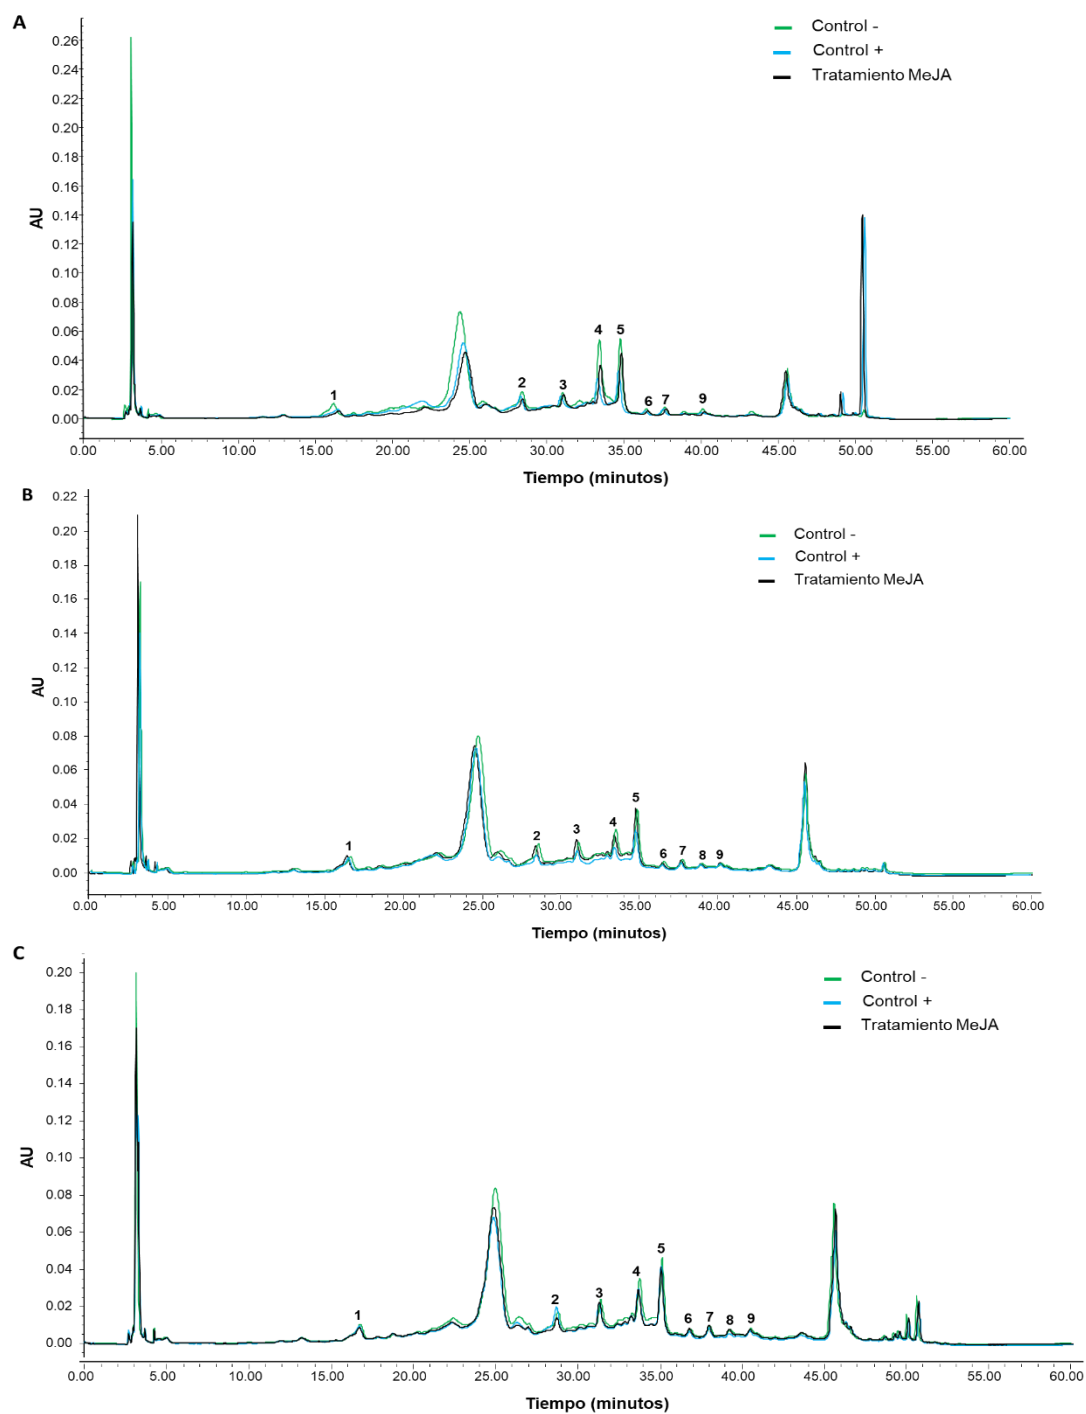 A
Control -
Control +
Tratamiento MeJA
0.26
0.24
0.22
0.20
0.18
0.16
0.14
0.12
0.10
0.08
0.06
0.04
0.02
0.00
AU
1 2 3 4 5 6 7 9
0.00 5.00 10.00 15.00 20.00 25.00 30.00 35.00 40.00 45.00 50.00 55.00 60.00
Tiempo (minutos)
B
Control -
Control +
Tratamiento MeJA
0.22
0.20
0.18
0.16
0.14
0.12
0.10
0.08
0.06
0.04
0.02
0.00
AU
1 2 3 4 5 6 7 8 9
0.00 5.00 10.00 15.00 20.00 25.00 30.00 35.00 40.00 45.00 50.00 55.00 60.00
Tiempo (minutos)
C
Control -
Control +
Tratamiento MeJA
0.20
0.18
0.16
0.14
0.12
0.10
0.08
0.06
0.04
0.02
0.00
AU
1 2 3 4 5 6 7 8 9
0.00 5.00 10.00 15.00 20.00 25.00 30.00 35.00 40.00 45.00 50.00 55.00 60.00
Tiempo (minutos)